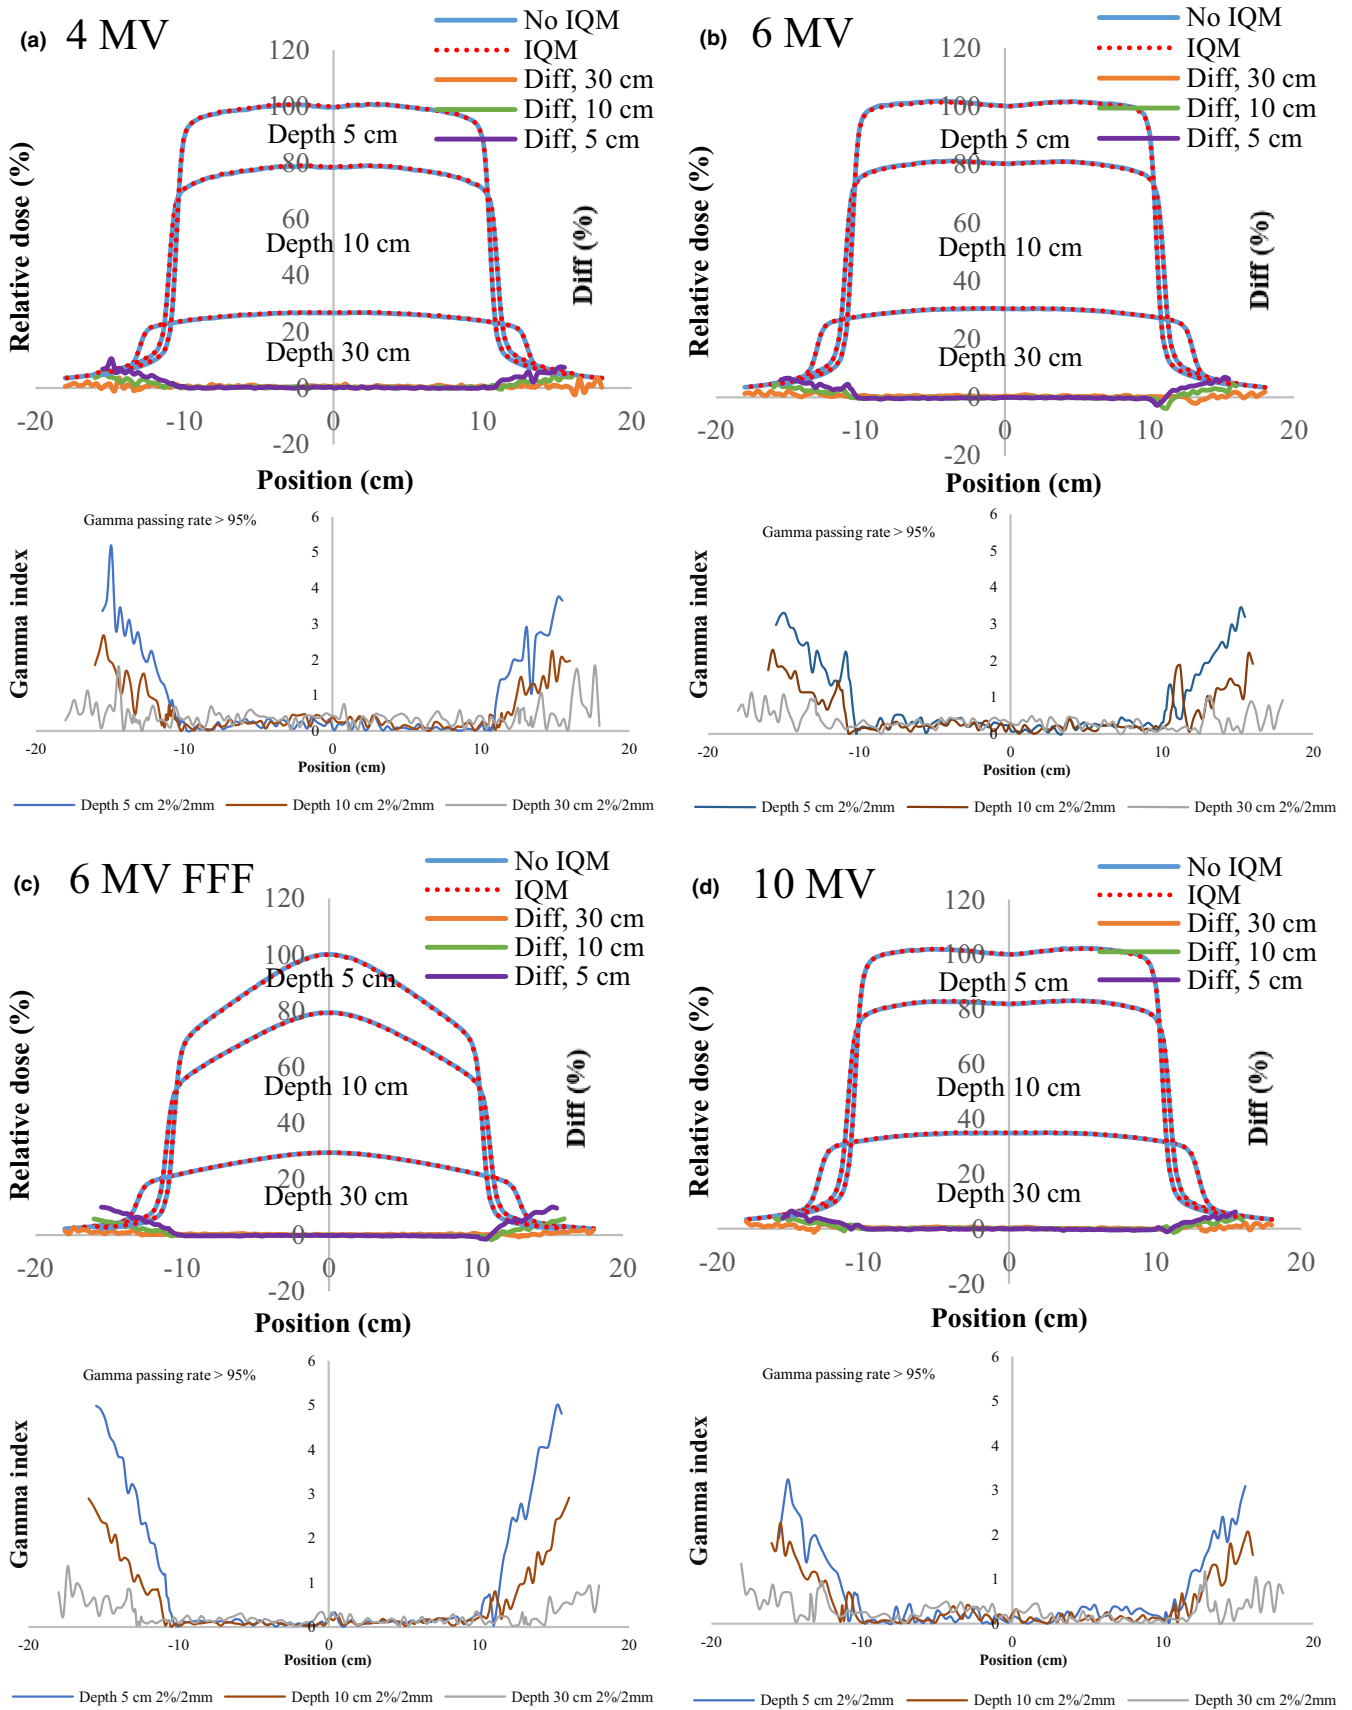 (a) 4 MV
No IQM
IQM
Diff, 30 cm
Diff, 10 cm
Diff, 5 cm
120
100
80
60
40
20
0
-20
-20 -10 0 10 20
Depth 5 cm
Depth 10 cm
Depth 30 cm
Relative dose (%)
Diff (%)
Position (cm)
Gamma passing rate > 95%
Gamma index
6
5
4
3
2
1
0
-20 -10 0 10 20
Position (cm)
Depth 5 cm 2%/2mm Depth 10 cm 2%/2mm Depth 30 cm 2%/2mm
(b) 6 MV
No IQM
IQM
Diff, 30 cm
Diff, 10 cm
Diff, 5 cm
120
100
80
60
40
20
0
-20
-20 -10 0 10 20
Depth 5 cm
Depth 10 cm
Depth 30 cm
Relative dose (%)
Diff (%)
Position (cm)
Gamma passing rate > 95%
Gamma index
6
5
4
3
2
1
0
-20 -10 0 10 20
Position (cm)
Depth 5 cm 2%/2mm Depth 10 cm 2%/2mm Depth 30 cm 2%/2mm
(c) 6 MV FFF
No IQM
IQM
Diff, 30 cm
Diff, 10 cm
Diff, 5 cm
120
100
80
60
40
20
0
-20
-20 -10 0 10 20
Depth 5 cm
Depth 10 cm
Depth 30 cm
Relative dose (%)
Diff (%)
Position (cm)
Gamma passing rate > 95%
Gamma index
6
5
4
3
2
1
0
-20 -10 0 10 20
Position (cm)
Depth 5 cm 2%/2mm Depth 10 cm 2%/2mm Depth 30 cm 2%/2mm
(d) 10 MV
No IQM
IQM
Diff, 30 cm
Diff, 10 cm
Diff, 5 cm
120
100
80
60
40
20
0
-20
-20 -10 0 10 20
Depth 5 cm
Depth 10 cm
Depth 30 cm
Relative dose (%)
Diff (%)
Position (cm)
Gamma passing rate > 95%
Gamma index
6
5
4
3
2
1
0
-20 -10 0 10 20
Position (cm)
Depth 5 cm 2%/2mm Depth 10 cm 2%/2mm Depth 30 cm 2%/2mm